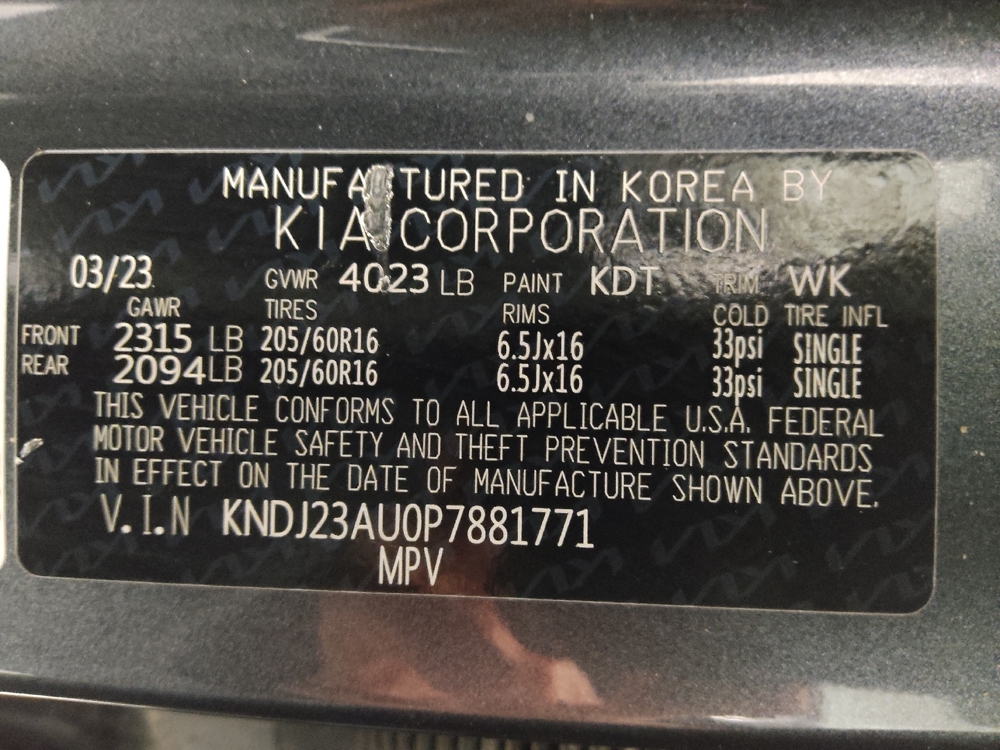 MANUFACTURED IN KOREA BY
KIA CORPORATION
03/23 GVWR 4023 LB PAINT KDT TRIM WK
GAWR TIRES RIMS COLD TIRE INFL
FRONT 2315 LB 205/60R16 6.5Jx16 33psi SINGLE
REAR 2094LB 205/60R16 6.5Jx16 33psi SINGLE
THIS VEHICLE CONFORMS TO ALL APPLICABLE U.S.A. FEDERAL
MOTOR VEHICLE SAFETY AND THEFT PREVENTION STANDARDS
IN EFFECT ON THE DATE OF MANUFACTURE SHOWN ABOVE.
V.I.N KNDJ23AU0P7881771
MPV